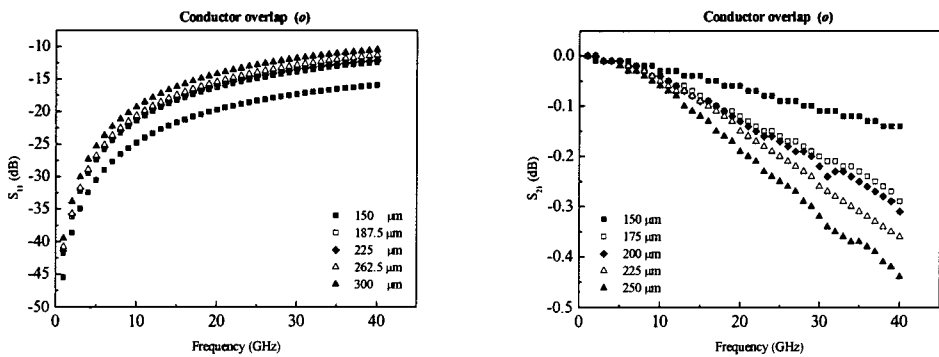 Conductor overlap (o)
S11 (dB)
-10
-15
-20
-25
-30
-35
-40
-45
-50
150 μm
187.5 μm
225 μm
262.5 μm
300 μm
0 10 20 30 40
Frequency (GHz)
Conductor overlap (o)
S21 (dB)
0.0
-0.1
-0.2
-0.3
-0.4
-0.5
150 μm
175 μm
200 μm
225 μm
250 μm
0 10 20 30 40
Frequency (GHz)